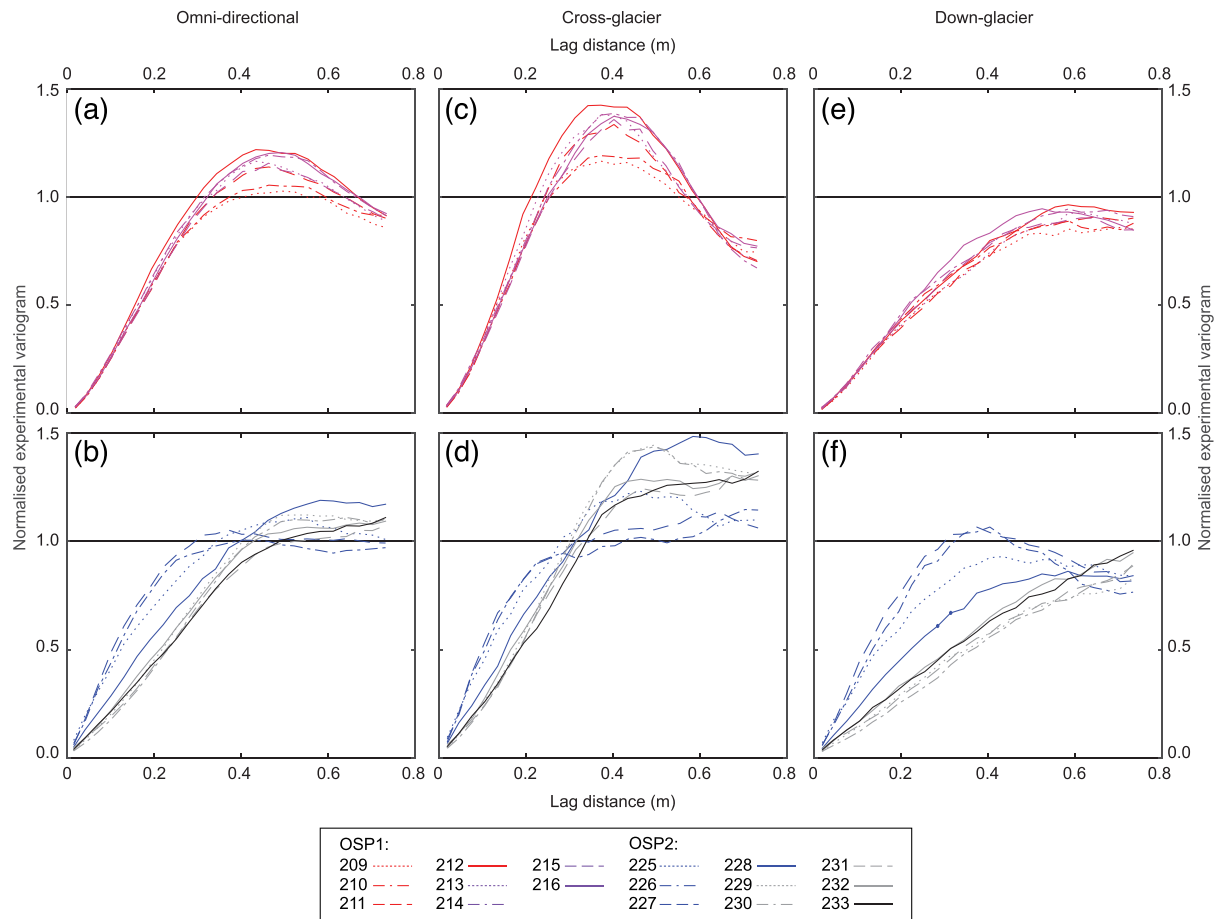 Omni-directional Cross-glacier Down-glacier
Lag distance (m)
0 0.2 0.4 0.6 0.8 0 0.2 0.4 0.6 0.8 0 0.2 0.4 0.6 0.8
1.5 (a) (c) (e) 1.5
1.0 1.0
0.5 0.5
0.0 0.0
Normalised experimental variogram
Normalised experimental variogram
1.5 (b) (d) (f) 1.5
1.0 1.0
0.5 0.5
0.0 0.0
0 0.2 0.4 0.6 0.8 0 0.2 0.4 0.6 0.8 0 0.2 0.4 0.6 0.8
Lag distance (m)
OSP1: OSP2:
209 212 215 225 228 231
210 213 216 226 229 232
211 214 227 230 233